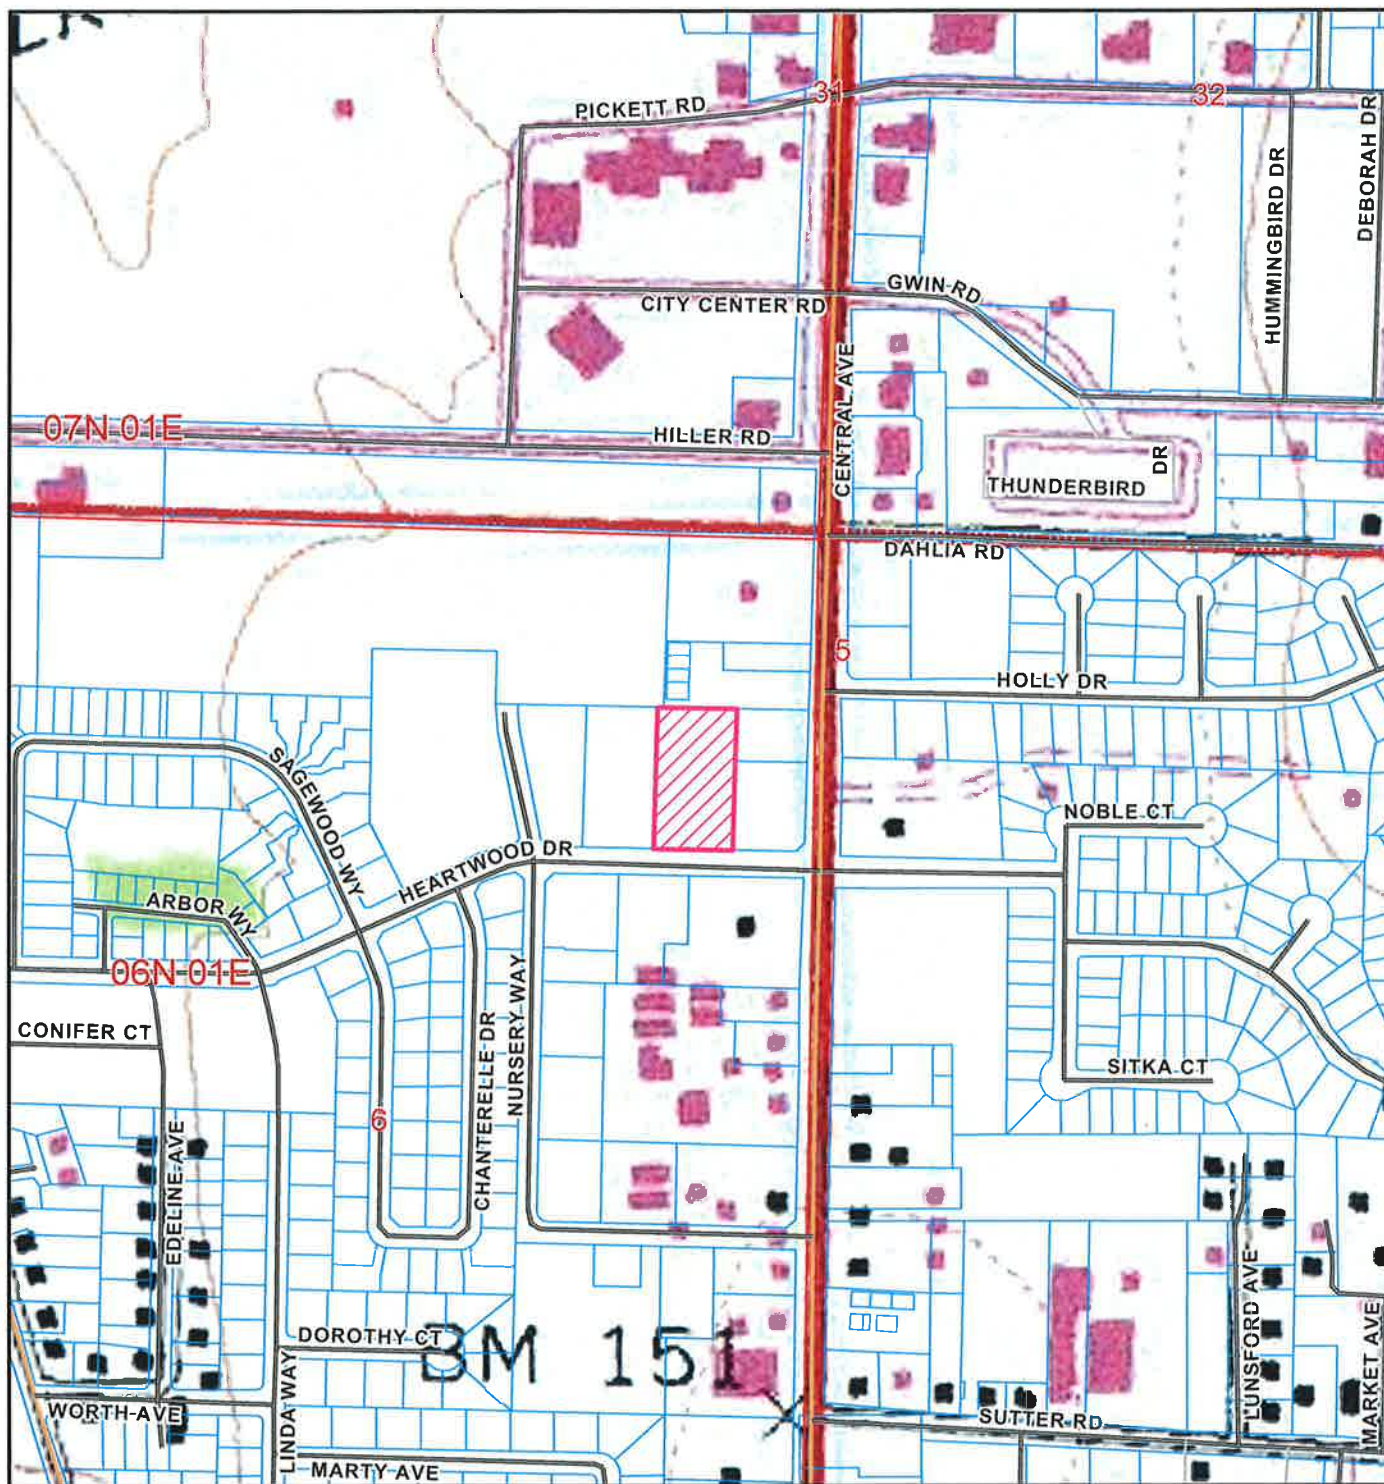 PICKETT RD
31
32
DEBORAH DR
HUMMINGBIRD DR
GWIN RD
CITY CENTER RD
CENTRAL AVE
07N 01E
HILLER RD
DR
THUNDERBIRD
DAHLIA RD
5
HOLLY DR
SAGEWOOD WY
NOBLE CT
HEARTWOOD DR
ARBOR WY
06N 01E
CONIFER CT
NURSERY WAY
CHANTERELLE DR
SITKA CT
6
EDELINE AVE
LUNSFORD AVE
MARKET AVE
DOROTHY CT
BM 151
LINDA WAY
WORTH AVE
SUTTER RD
MARTY AVE